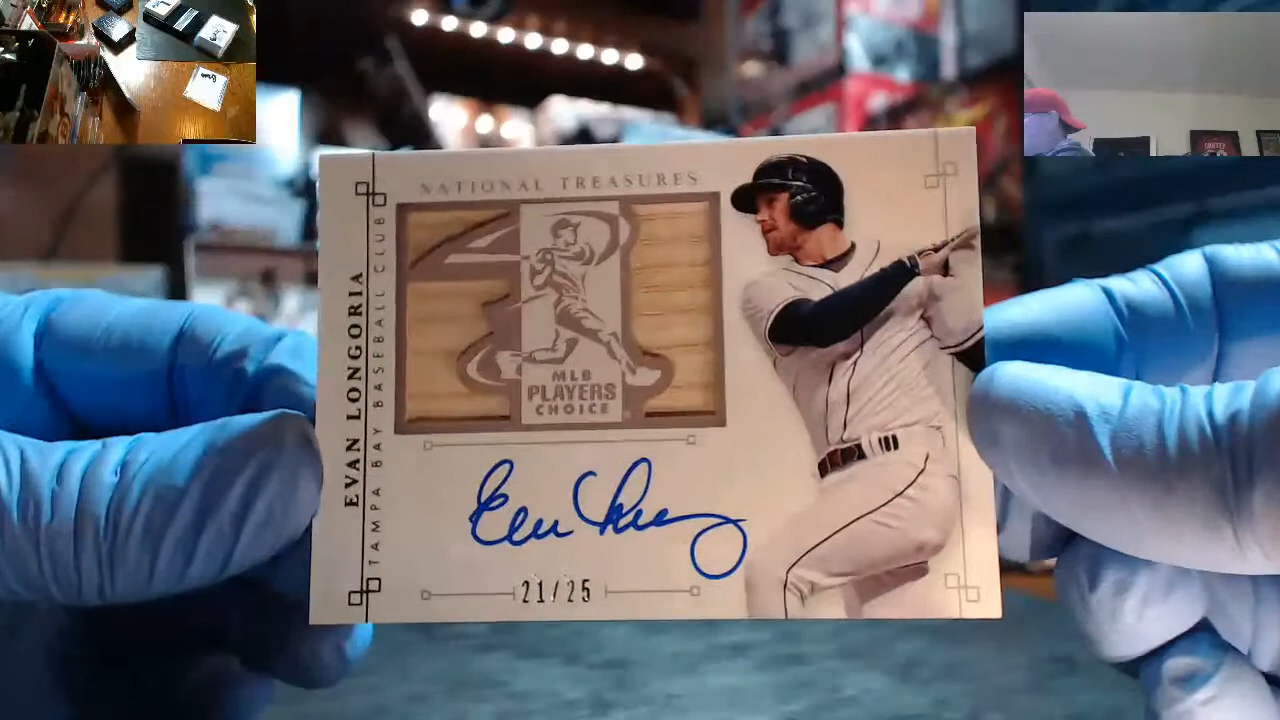 NATIONAL TREASURES
EVAN LONGORIA
TAMPA BAY BASEBALL CLUB
MLB
PLAYERS
CHOICE
21/25